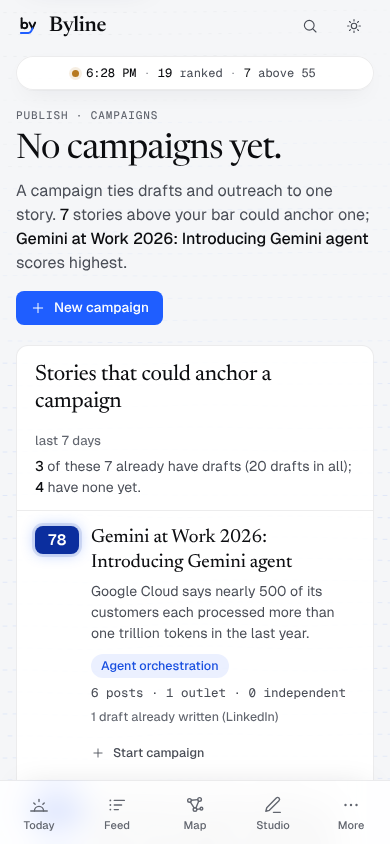 by Byline
6:28 PM · 19 ranked · 7 above 55
PUBLISH · CAMPAIGNS
No campaigns yet.
A campaign ties drafts and outreach to one
story. 7 stories above your bar could anchor one;
Gemini at Work 2026: Introducing Gemini agent
scores highest.
+ New campaign
Stories that could anchor a
campaign
last 7 days
3 of these 7 already have drafts (20 drafts in all);
4 have none yet.
78
Gemini at Work 2026:
Introducing Gemini agent
Google Cloud says nearly 500 of its
customers each processed more than
one trillion tokens in the last year.
Agent orchestration
6 posts · 1 outlet · 0 independent
1 draft already written (LinkedIn)
+ Start campaign
Today Feed Map Studio More